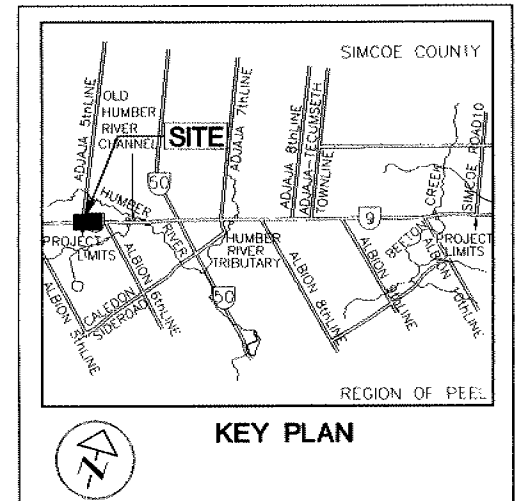 SIMCOE COUNTY
ADJAJA 5thLINE
OLD
HUMBER
RIVER
CHANNEL
SITE
ADJAJA 7thLINE
ADJAJA 8thLINE
ADJAJA-TECUMSETH
TOWNLINE
CREEK
SIMCOE ROAD10
50
HUMBER
RIVER
9
PROJECT
LIMITS
HUMBER
RIVER
TRIBUTARY
BEETON
PROJECT
LIMITS
ALBION 5thLINE
CALEDON
SIDEROAD
ALBION 6thLINE
50
ALBION 8thLINE
ALBION 9thLINE
ALBION 10thLINE
REGION OF PEEL
KEY PLAN
N